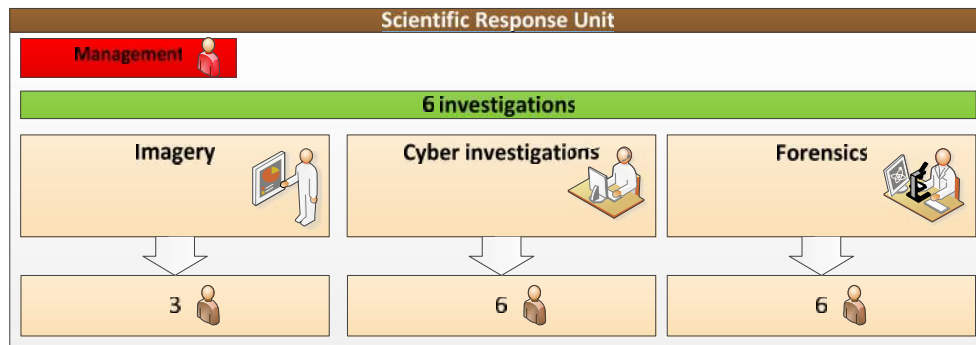 Scientific Response Unit
Management
6 investigations
Imagery
Cyber investigations
Forensics
3
6
6